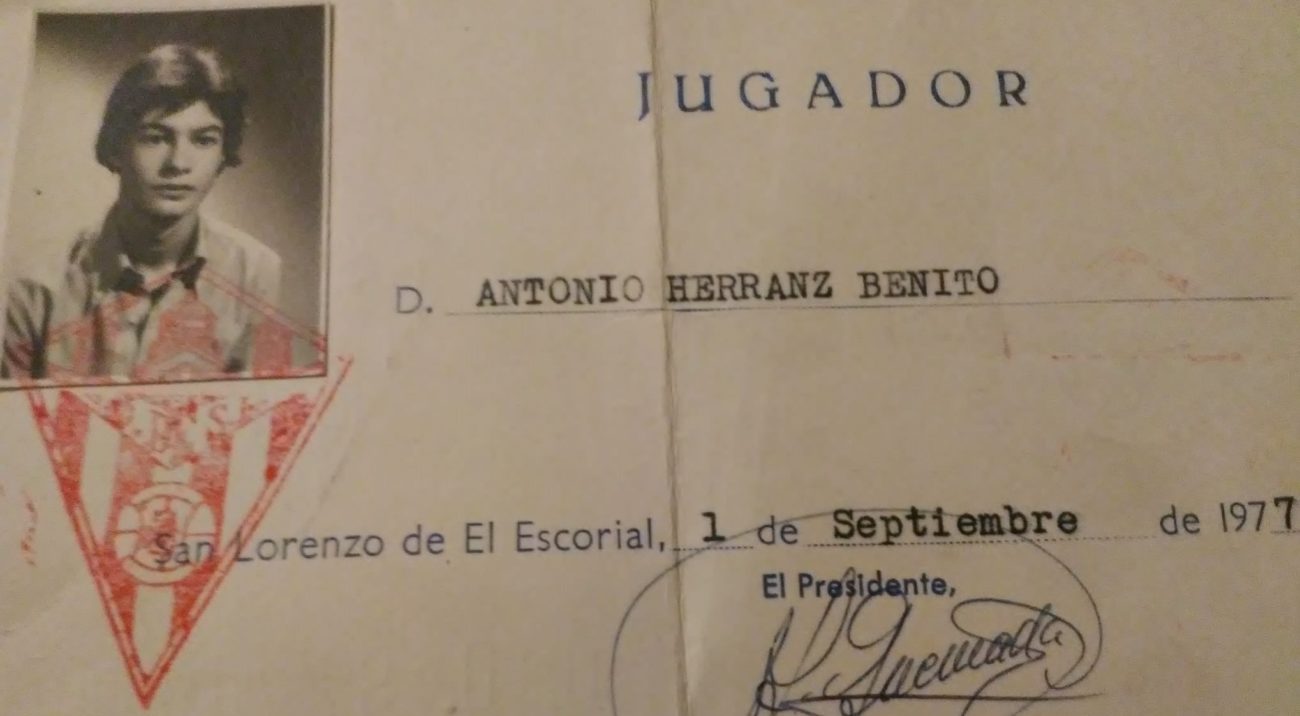 JUGADOR
D. ANTONIO HERRANZ BENITO
San Lorenzo de El Escorial, 1 de Septiembre de 1977
El Presidente,